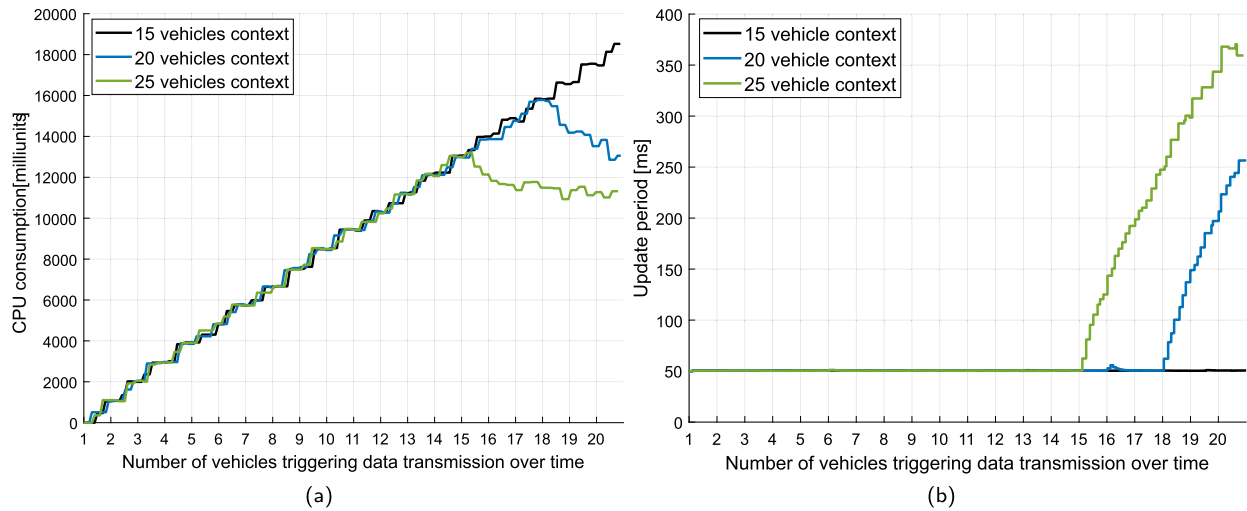 20000
18000
16000
14000
12000
10000
8000
6000
4000
2000
0
CPU consumption[milliunits]
15 vehicles context
20 vehicles context
25 vehicles context
1 2 3 4 5 6 7 8 9 10 11 12 13 14 15 16 17 18 19 20
Number of vehicles triggering data transmission over time
(a)
400
350
300
250
200
150
100
50
0
Update period [ms]
15 vehicle context
20 vehicle context
25 vehicle context
1 2 3 4 5 6 7 8 9 10 11 12 13 14 15 16 17 18 19 20
Number of vehicles triggering data transmission over time
(b)